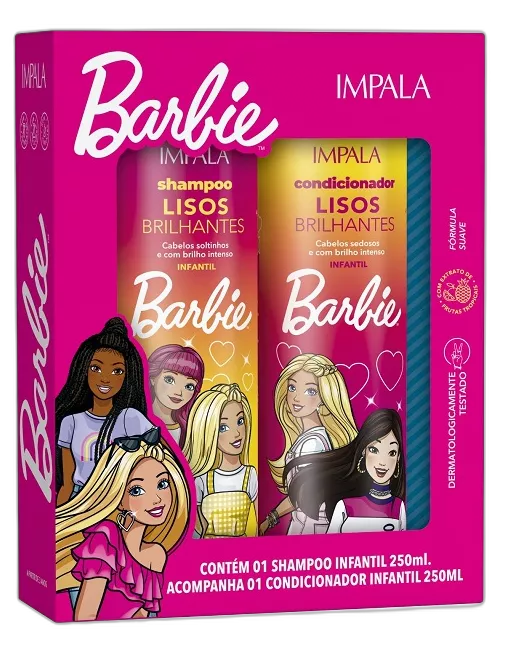 IMPALA
Barbie
Barbie
IMPALA
IMPALA
shampoo
LISOS
BRILHANTES
Cabelos soltinhos
e com brilho intenso
INFANTIL
Barbie
IMPALA
condicionador
LISOS
BRILHANTES
Cabelos sedosos
e com brilho intenso
INFANTIL
Barbie
FÓRMULA
SUAVE
COM EXTRATO DE
FRUTAS TROPICAIS
DERMATOLOGICAMENTE
TESTADO
CONTÉM 01 SHAMPOO INFANTIL 250ml.
ACOMPANHA 01 CONDICIONADOR INFANTIL 250ML